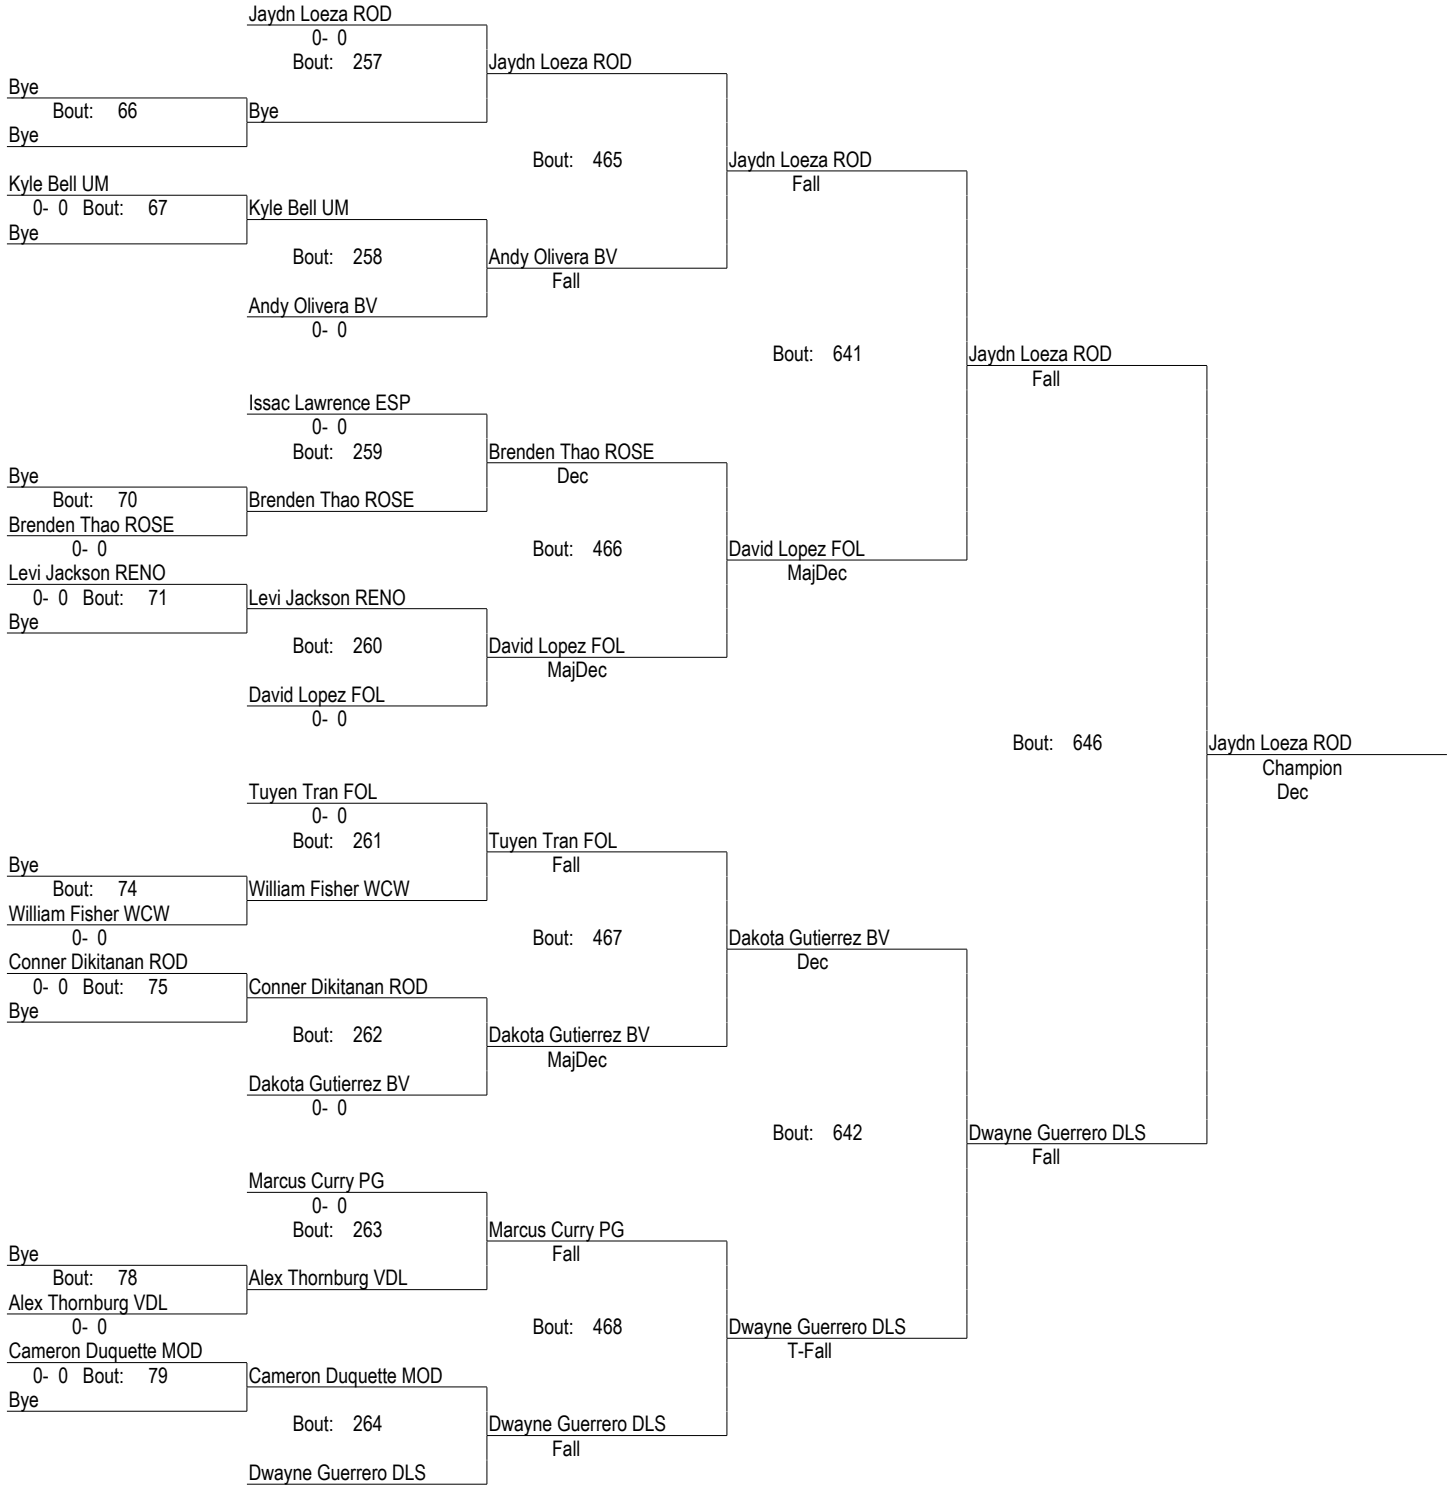 Jaydn Loeza ROD
0- 0
Bout: 257
Jaydn Loeza ROD
Bye
Bout: 66
Bye
Bye
Bout: 465
Jaydn Loeza ROD
Fall
Kyle Bell UM
0- 0 Bout: 67
Kyle Bell UM
Bye
Bout: 258
Andy Olivera BV
Fall
Andy Olivera BV
0- 0
Bout: 641
Jaydn Loeza ROD
Fall
Issac Lawrence ESP
0- 0
Bout: 259
Brenden Thao ROSE
Dec
Bye
Bout: 70
Brenden Thao ROSE
Brenden Thao ROSE
0- 0
Bout: 466
David Lopez FOL
MajDec
Levi Jackson RENO
0- 0 Bout: 71
Levi Jackson RENO
Bye
Bout: 260
David Lopez FOL
MajDec
David Lopez FOL
0- 0
Bout: 646
Jaydn Loeza ROD
Champion
Dec
Tuyen Tran FOL
0- 0
Bout: 261
Tuyen Tran FOL
Fall
Bye
Bout: 74
William Fisher WCW
William Fisher WCW
0- 0
Bout: 467
Dakota Gutierrez BV
Dec
Conner Dikitanan ROD
0- 0 Bout: 75
Conner Dikitanan ROD
Bye
Bout: 262
Dakota Gutierrez BV
MajDec
Dakota Gutierrez BV
0- 0
Bout: 642
Dwayne Guerrero DLS
Fall
Marcus Curry PG
0- 0
Bout: 263
Marcus Curry PG
Fall
Bye
Bout: 78
Alex Thornburg VDL
Alex Thornburg VDL
0- 0
Bout: 468
Dwayne Guerrero DLS
T-Fall
Cameron Duquette MOD
0- 0 Bout: 79
Cameron Duquette MOD
Bye
Bout: 264
Dwayne Guerrero DLS
Fall
Dwayne Guerrero DLS